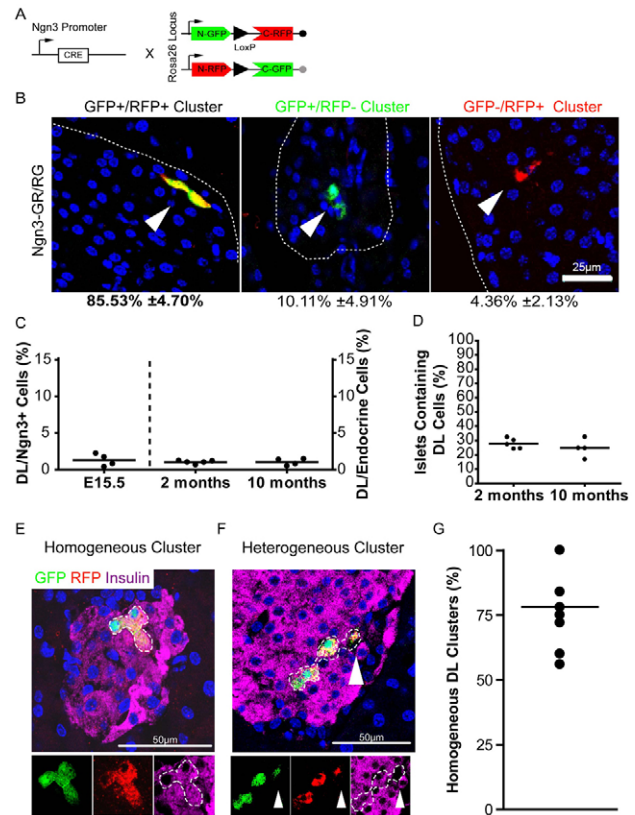 A
Ngn3 Promoter
CRE
X
Rosa26 Locus
N-GFP
C-RFP
LoxP
N-RFP
C-GFP
B
GFP+/RFP+ Cluster
GFP+/RFP- Cluster
GFP-/RFP+ Cluster
Ngn3-GR/RG
25µm
85.53% ±4.70%
10.11% ±4.91%
4.36% ±2.13%
C
DL/Ngn3+ Cells (%)
15
10
5
0
15
10
5
0
DL/Endocrine Cells (%)
E15.5
2 months
10 months
D
Islets Containing
DL Cells (%)
100
90
80
70
60
50
40
30
20
10
0
2 months
10 months
E
Homogeneous Cluster
GFP RFP Insulin
50µm
F
Heterogeneous Cluster
50µm
G
Homogeneous DL Clusters (%)
100
75
50
25
0